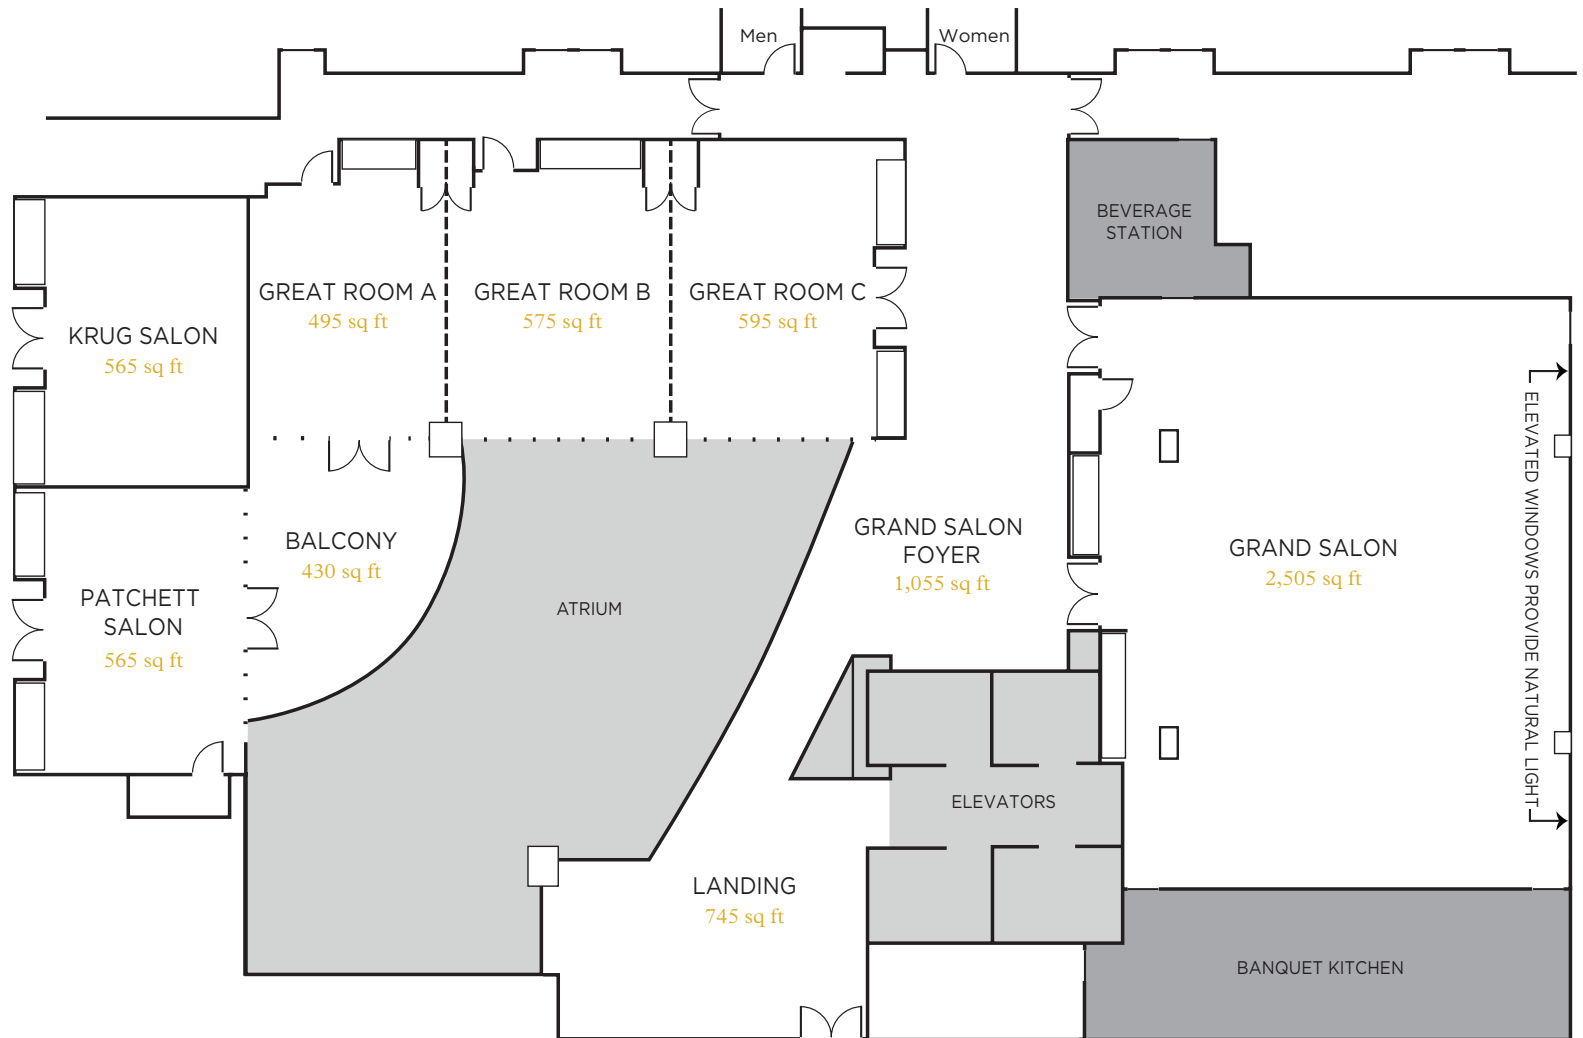 Men
Women
BEVERAGE
STATION
GREAT ROOM A
495 sq ft
GREAT ROOM B
575 sq ft
GREAT ROOM C
595 sq ft
KRUG SALON
565 sq ft
ELEVATED WINDOWS PROVIDE NATURAL LIGHT
GRAND SALON
FOYER
1,055 sq ft
GRAND SALON
2,505 sq ft
BALCONY
430 sq ft
PATCHETT
SALON
565 sq ft
ATRIUM
ELEVATORS
LANDING
745 sq ft
BANQUET KITCHEN